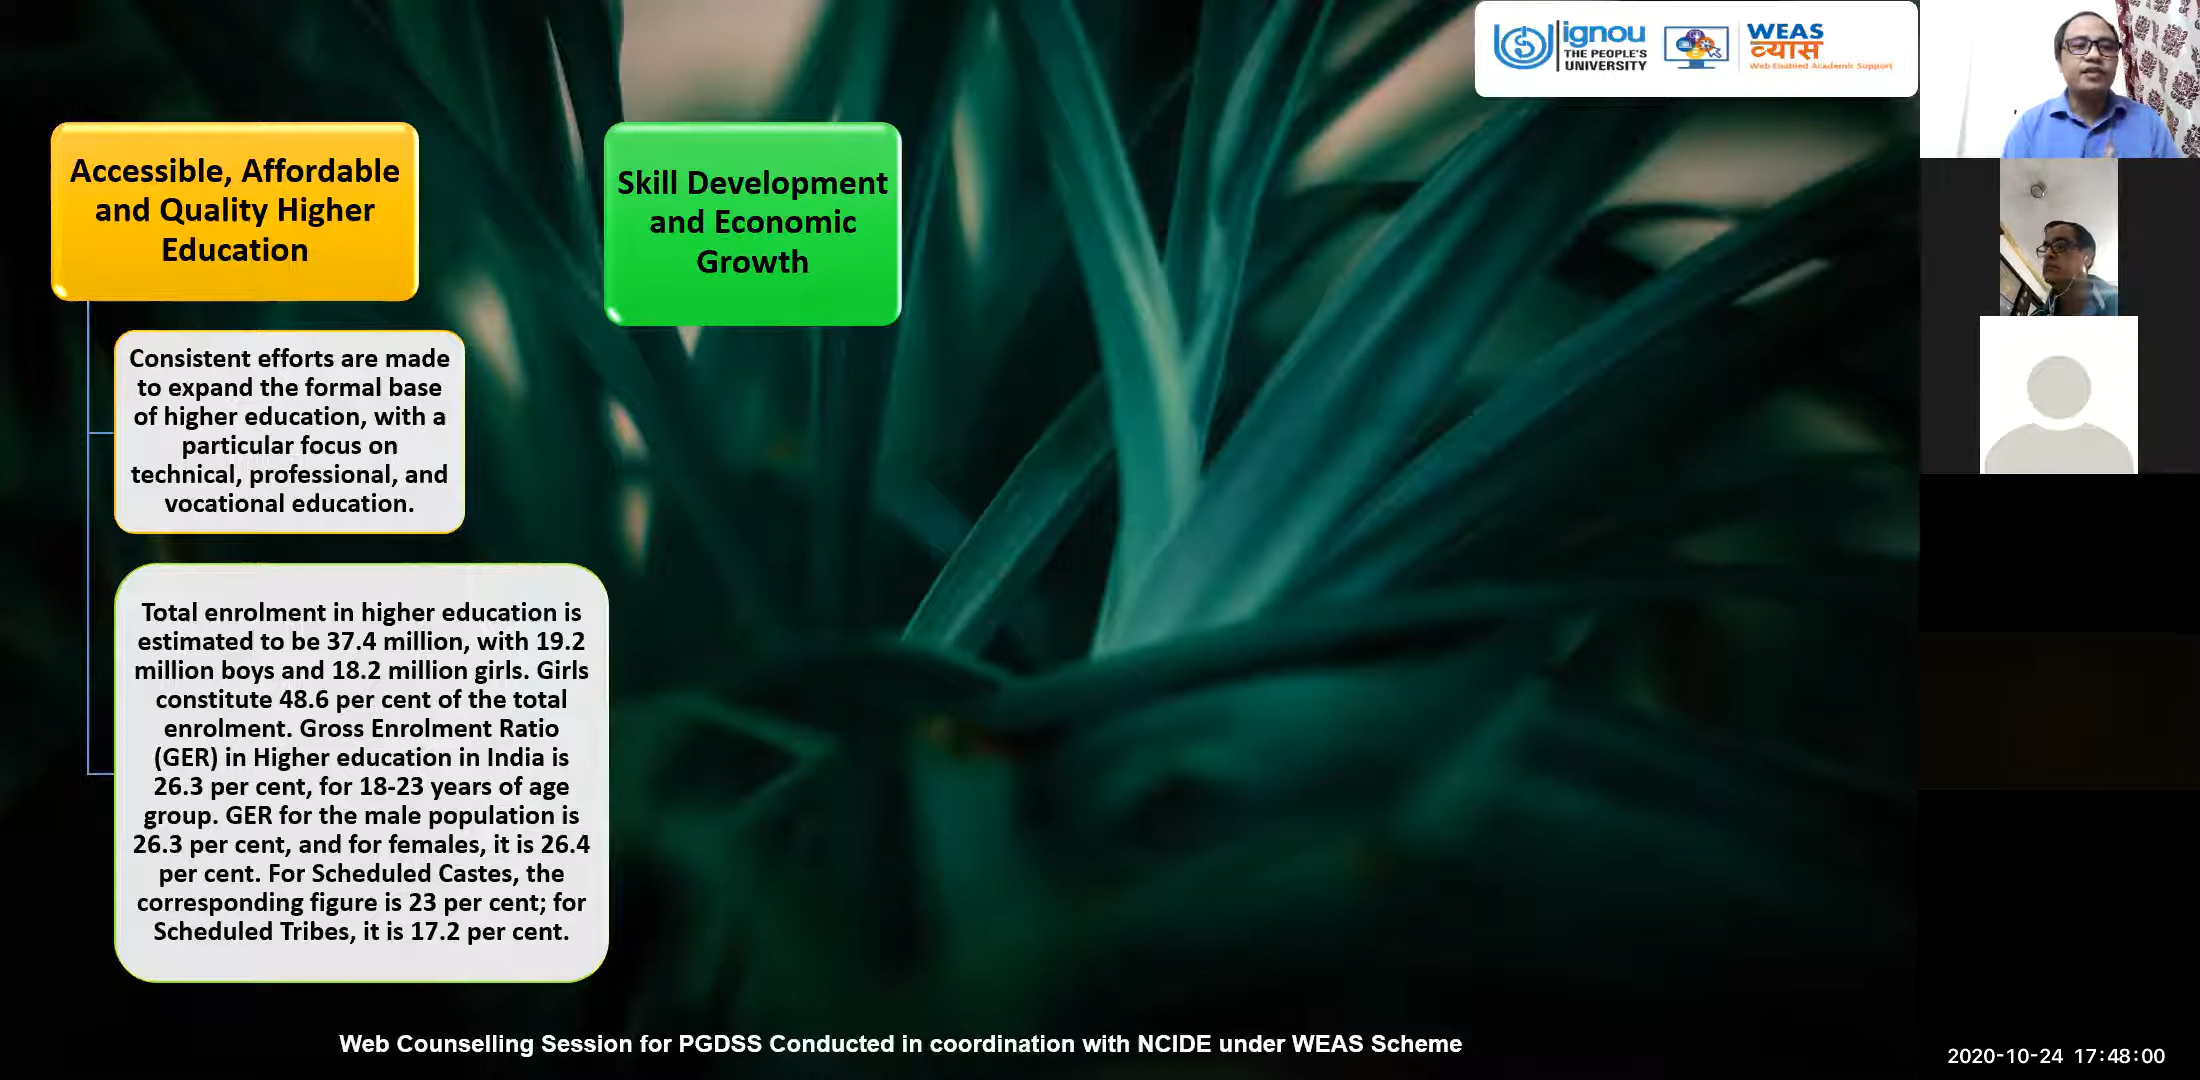 ignou
THE PEOPLE'S
UNIVERSITY
WEAS
व्यास
Web Enabled Academic Support
Accessible, Affordable
and Quality Higher
Education
Skill Development
and Economic
Growth
Consistent efforts are made
to expand the formal base
of higher education, with a
particular focus on
technical, professional, and
vocational education.
Total enrolment in higher education is
estimated to be 37.4 million, with 19.2
million boys and 18.2 million girls. Girls
constitute 48.6 per cent of the total
enrolment. Gross Enrolment Ratio
(GER) in Higher education in India is
26.3 per cent, for 18-23 years of age
group. GER for the male population is
26.3 per cent, and for females, it is 26.4
per cent. For Scheduled Castes, the
corresponding figure is 23 per cent; for
Scheduled Tribes, it is 17.2 per cent.
Web Counselling Session for PGDSS Conducted in coordination with NCIDE under WEAS Scheme
2020-10-24 17:48:00